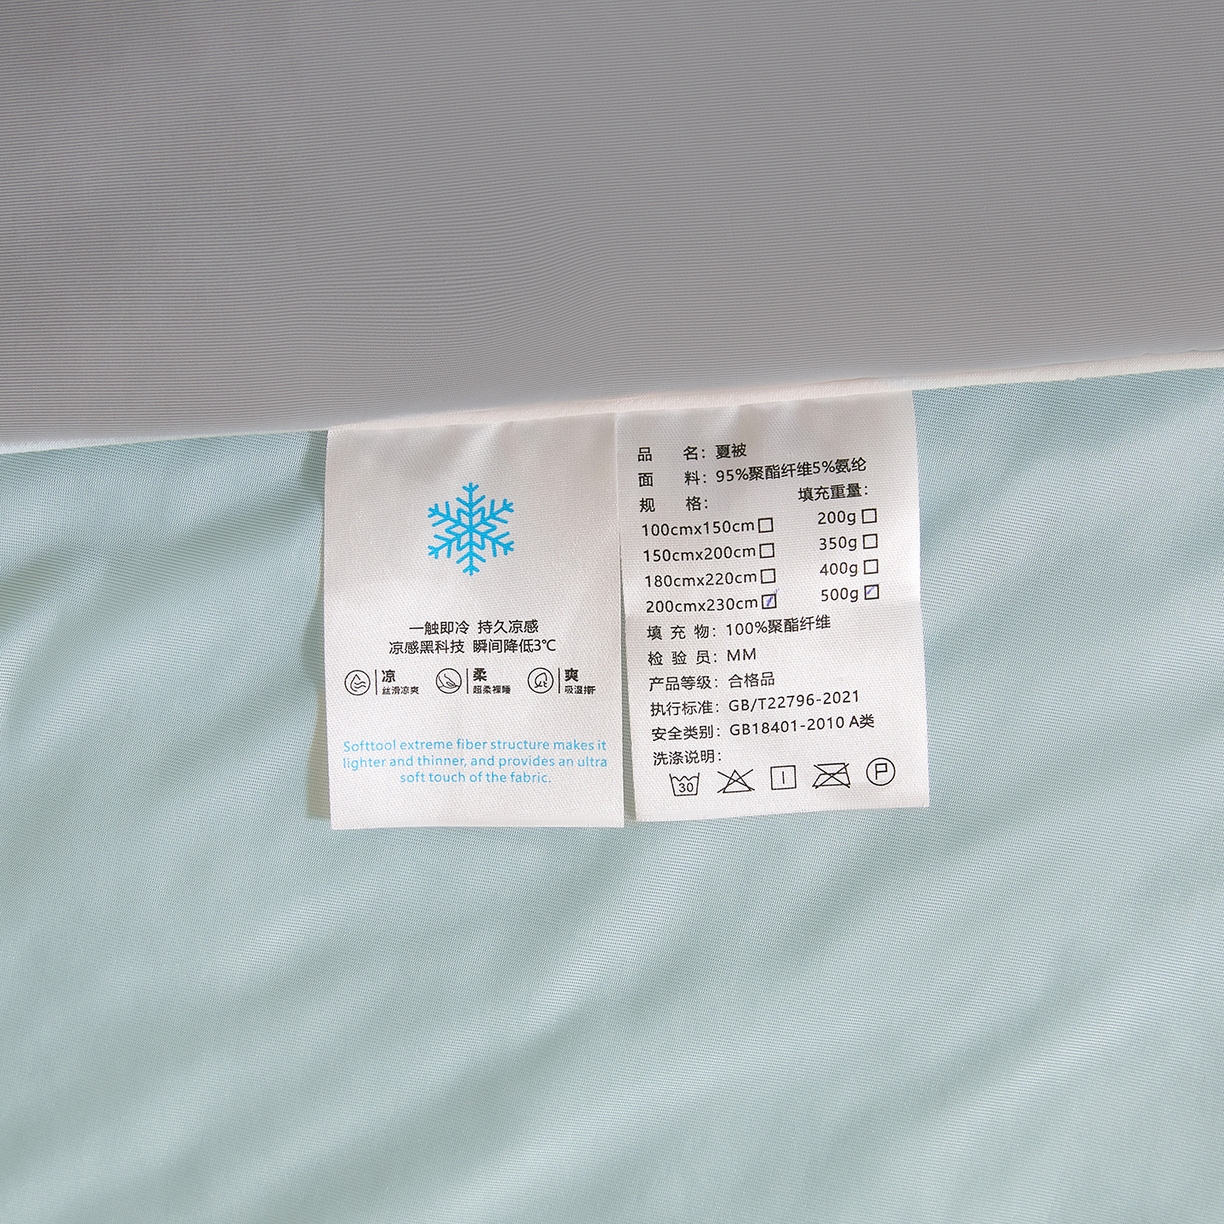 一触即冷 持久凉感
凉感黑科技 瞬间降低3℃
凉
丝滑凉爽
柔
超柔裸睡
爽
吸湿排
Softtool extreme fiber structure makes it
lighter and thinner, and provides an ultra
soft touch of the fabric.
品 名：夏被
面 料：95%聚酯纤维5%氨纶
规 格： 填充重量：
100cmx150cm□ 200g□
150cmx200cm□ 350g□
180cmx220cm□ 400g□
200cmx230cm☑ 500g☑
填 充 物：100%聚酯纤维
检 验 员：MM
产品等级：合格品
执行标准：GB/T22796-2021
安全类别：GB18401-2010 A类
洗涤说明：
30
P